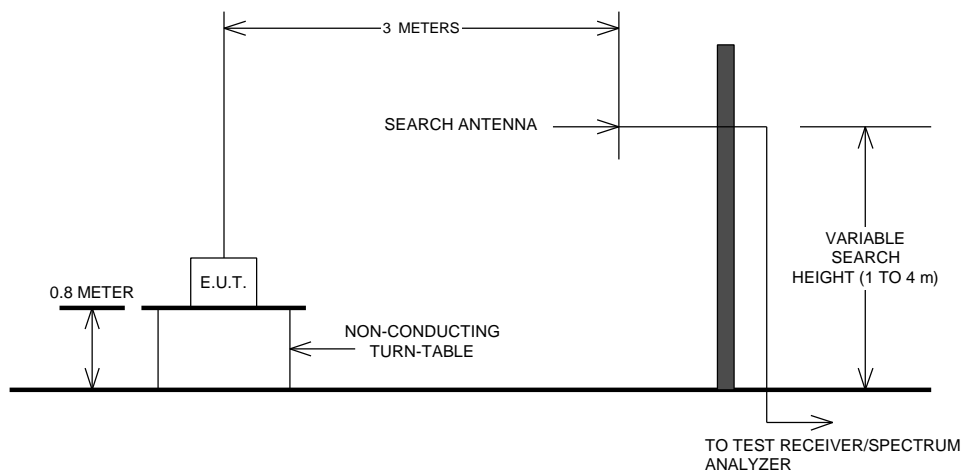 3 METERS
SEARCH ANTENNA
VARIABLE
SEARCH
HEIGHT (1 TO 4 m)
E.U.T.
0.8 METER
NON-CONDUCTING
TURN-TABLE
TO TEST RECEIVER/SPECTRUM
ANALYZER